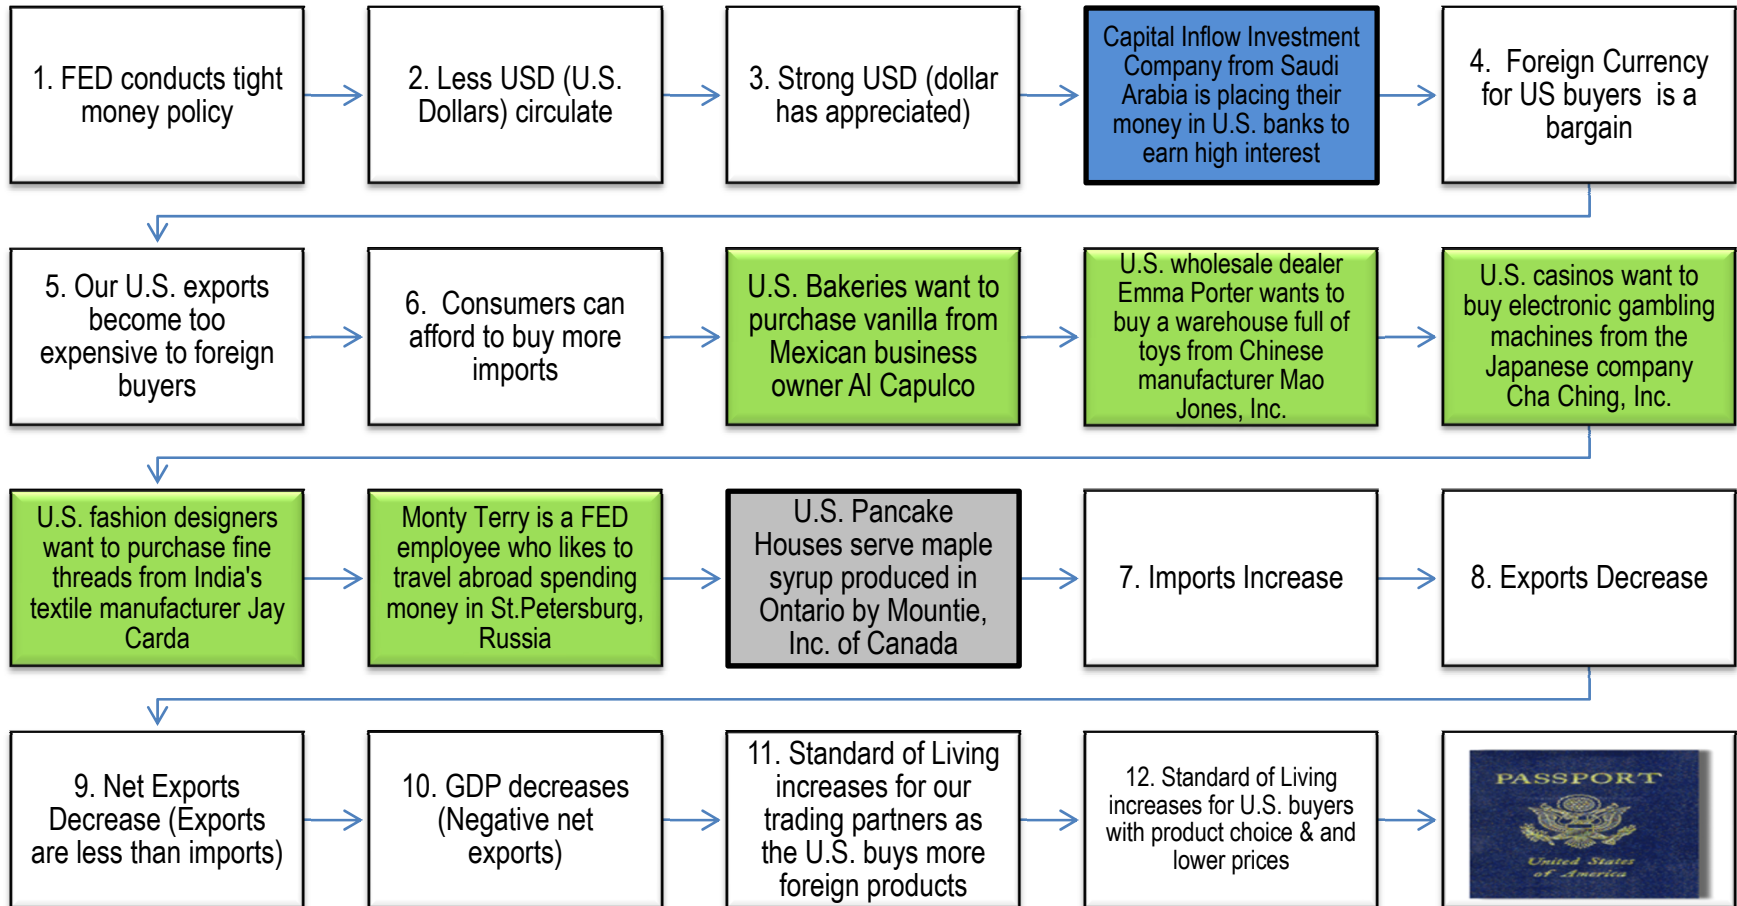 1. FED conducts tight
money policy
2. Less USD (U.S.
Dollars) circulate
3. Strong USD (dollar
has appreciated)
Capital Inflow Investment
Company from Saudi
Arabia is placing their
money in U.S. banks to
earn high interest
4. Foreign Currency
for US buyers is a
bargain
5. Our U.S. exports
become too
expensive to foreign
buyers
6. Consumers can
afford to buy more
imports
U.S. Bakeries want to
purchase vanilla from
Mexican business
owner Al Capulco
U.S. wholesale dealer
Emma Porter wants to
buy a warehouse full of
toys from Chinese
manufacturer Mao
Jones, Inc.
U.S. casinos want to
buy electronic gambling
machines from the
Japanese company
Cha Ching, Inc.
U.S. fashion designers
want to purchase fine
threads from India's
textile manufacturer Jay
Carda
Monty Terry is a FED
employee who likes to
travel abroad spending
money in St.Petersburg,
Russia
U.S. Pancake
Houses serve maple
syrup produced in
Ontario by Mountie,
Inc. of Canada
7. Imports Increase
8. Exports Decrease
9. Net Exports
Decrease (Exports
are less than imports)
10. GDP decreases
(Negative net
exports)
11. Standard of Living
increases for our
trading partners as
the U.S. buys more
foreign products
12. Standard of Living
increases for U.S. buyers
with product choice & and
lower prices
PASSPORT
United States
of America